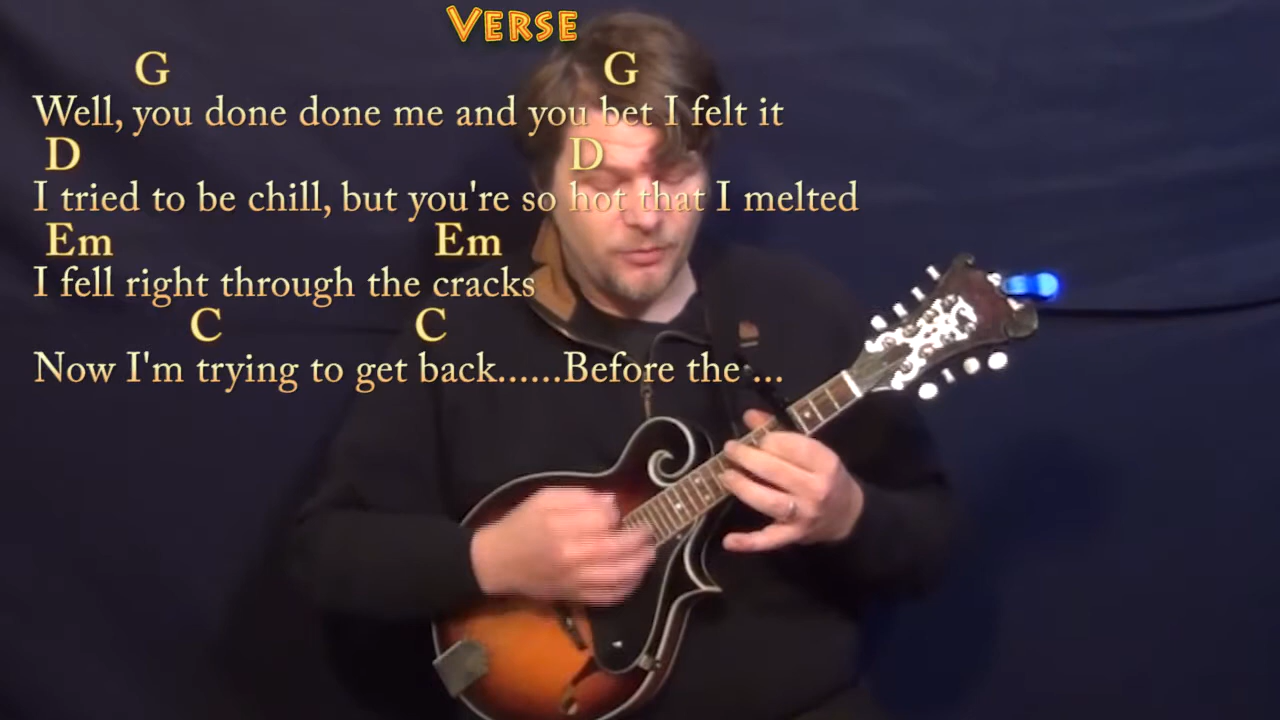 VERSE
G G
Well, you done done me and you bet I felt it
D D
I tried to be chill, but you're so hot that I melted
Em Em
I fell right through the cracks
C C
Now I'm trying to get back......Before the ...